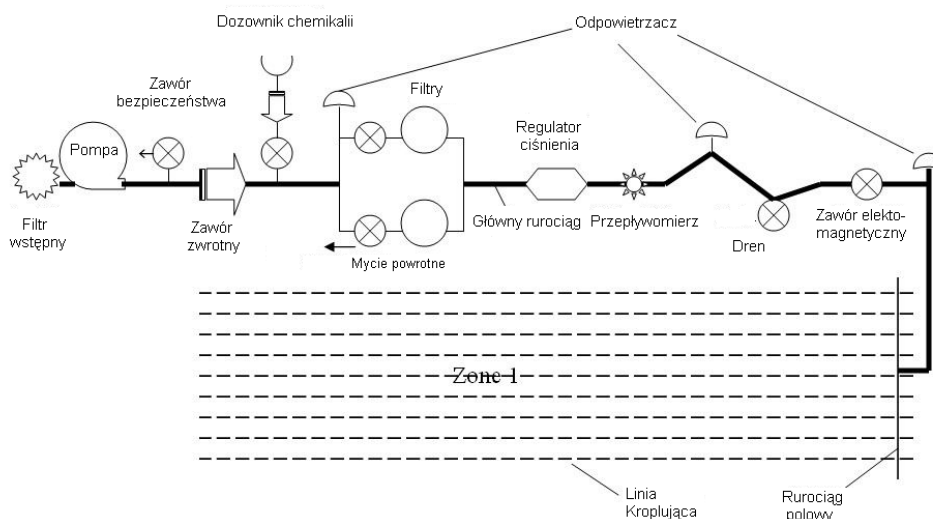 Dozownik chemikalii
Odpowietrzacz
Zawór
bezpieczeństwa
Filtry
Regulator
ciśnienia
Pompa
Filtr
wstępny
Zawór
zwrotny
Główny rurociąg
Przepływomierz
Zawór elekto-
magnetyczny
Dren
Mycie powrotne
Zone 1
Linia
Kroplująca
Rurociąg
polowy